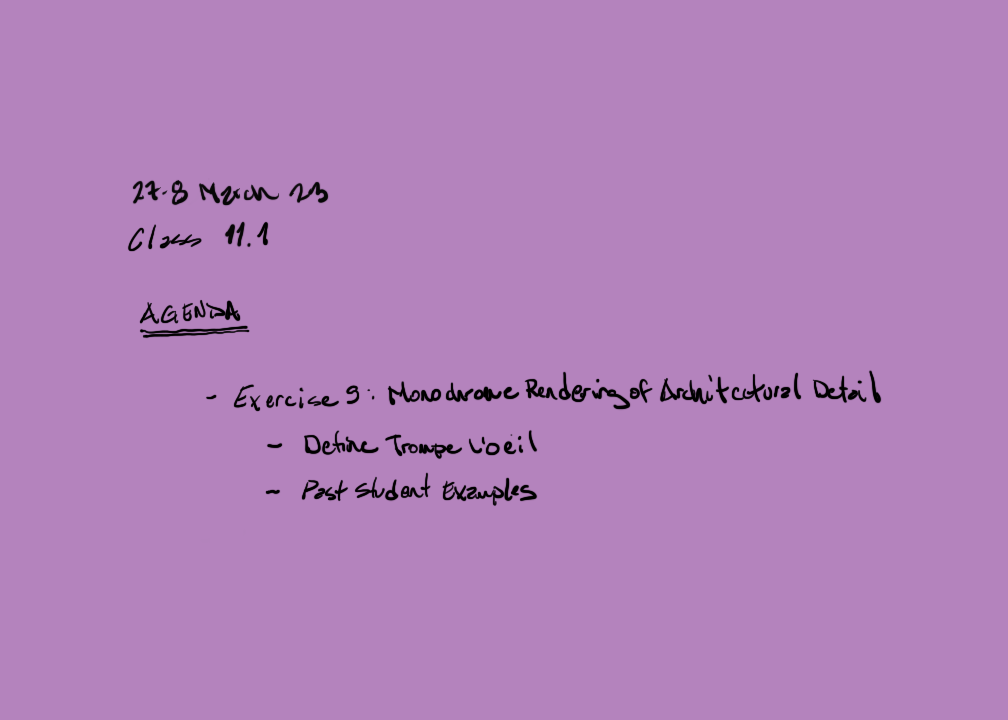 27-8 March 23
Class 11.1
AGENDA
- Exercise 9: Monochrome Rendering of Architectural Detail
- Define Trompe L'oeil
- Past Student Examples